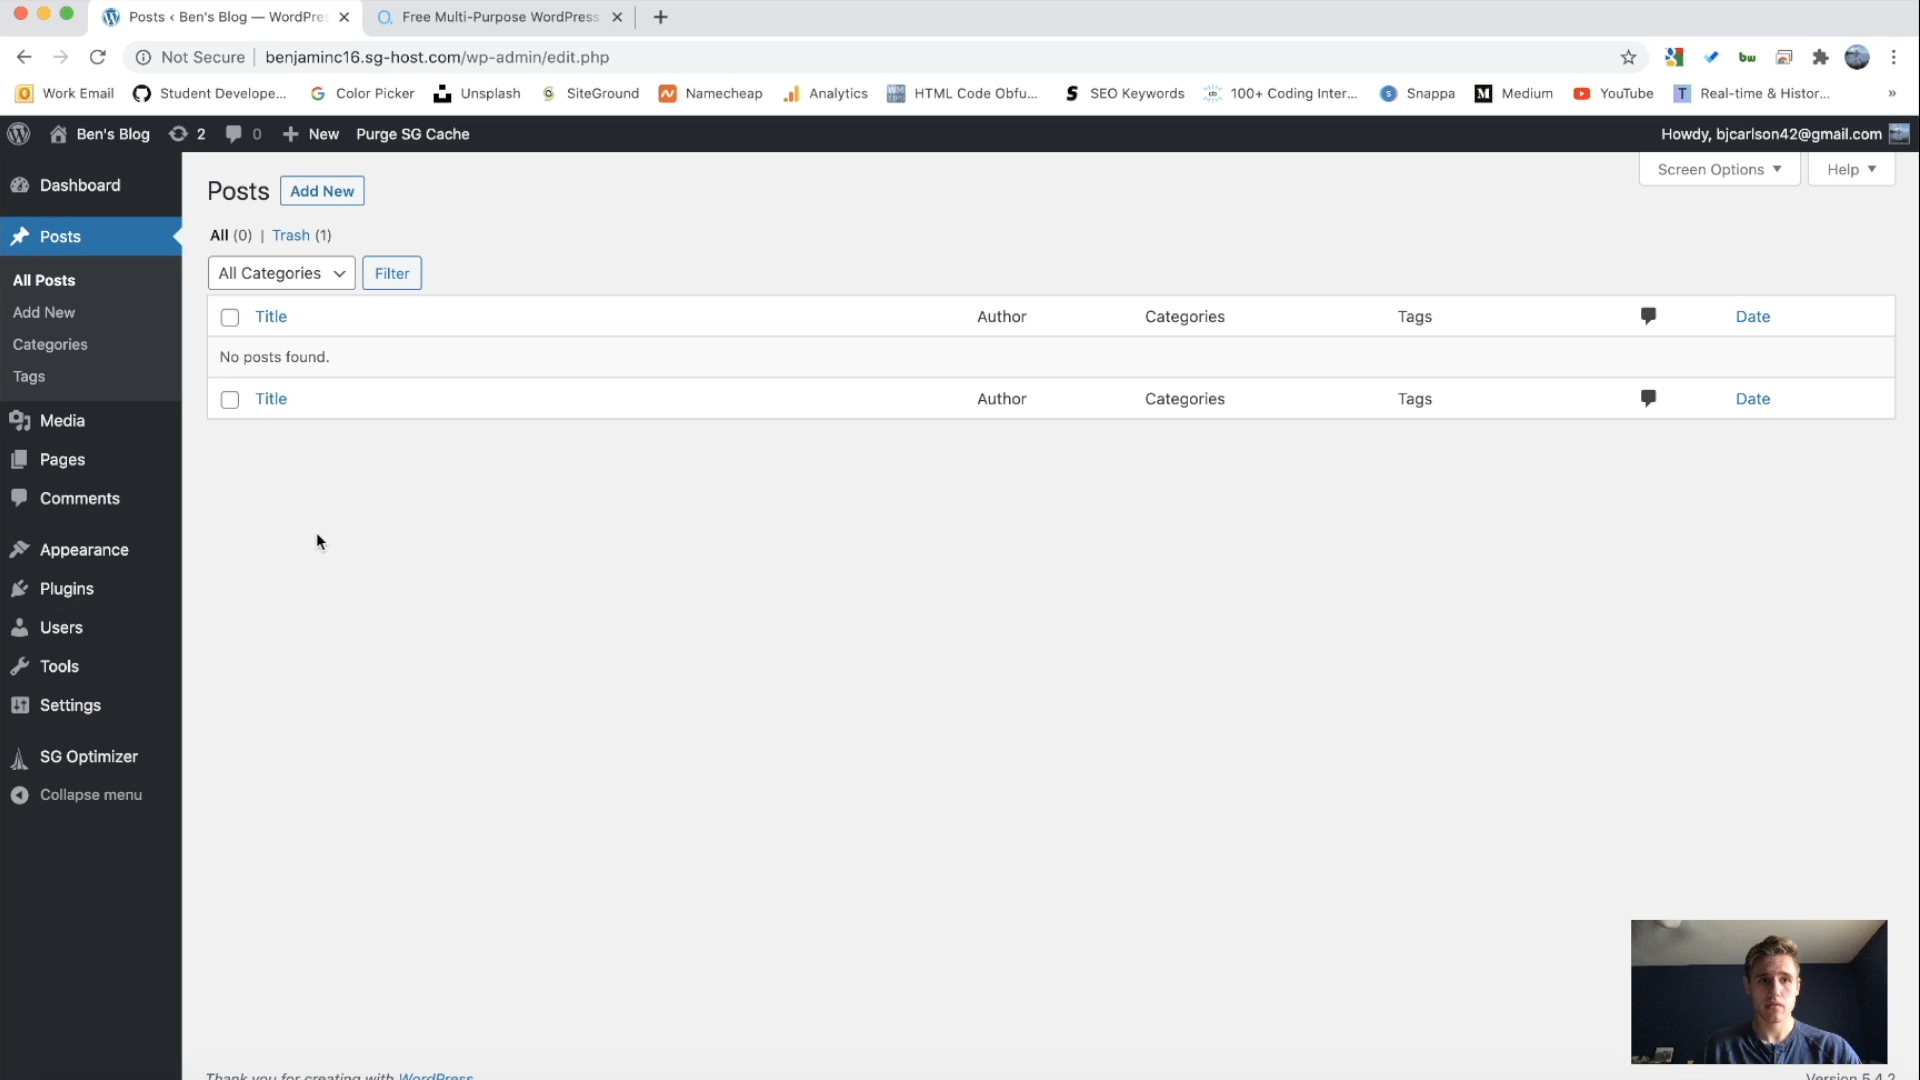 Posts ‹ Ben's Blog — WordPres
Free Multi-Purpose WordPress
Not Secure | benjaminc16.sg-host.com/wp-admin/edit.php
bw
Work Email
Student Develope...
Color Picker
Unsplash
SiteGround
Namecheap
Analytics
HTML Code Obfu...
SEO Keywords
100+ Coding Inter...
Snappa
Medium
YouTube
Real-time & Histor...
»
Ben's Blog
2
0
New
Purge SG Cache
Howdy, bjcarlson42@gmail.com
Dashboard
Posts
All Posts
Add New
Categories
Tags
Media
Pages
Comments
Appearance
Plugins
Users
Tools
Settings
SG Optimizer
Collapse menu
Screen Options
Help
Posts
Add New
All (0) | Trash (1)
All Categories
Filter
Title Author Categories Tags Date
No posts found.
Title Author Categories Tags Date
Thank you for creating with WordPress
Version 5.4.2